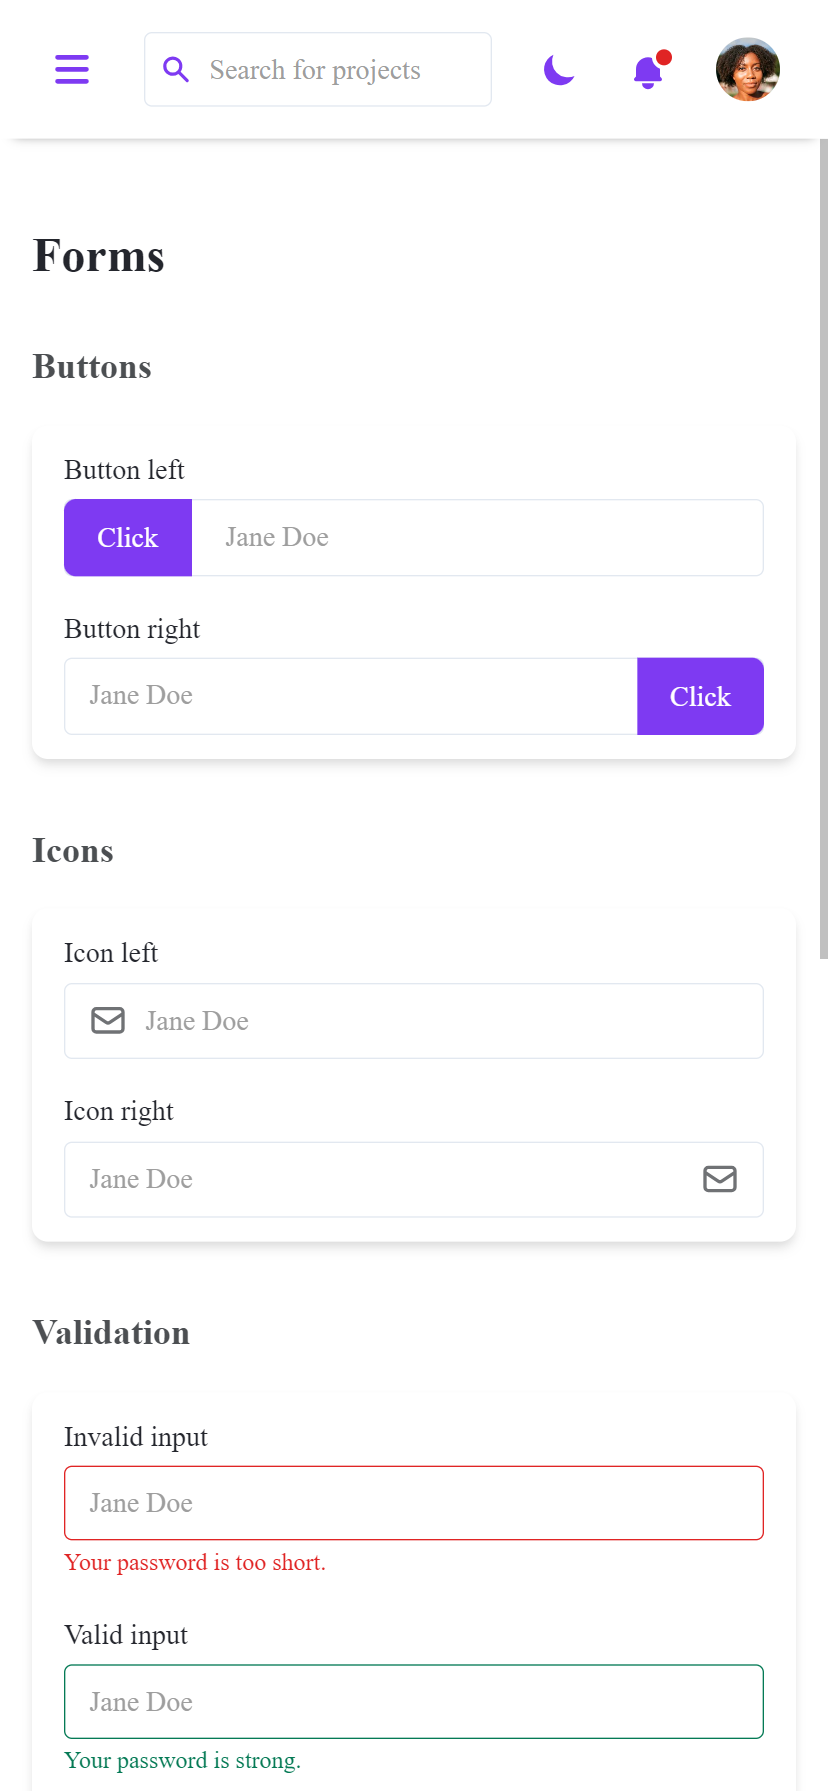 Search for projects
Forms
Buttons
Button left
Click
Jane Doe
Button right
Jane Doe
Click
Icons
Icon left
Jane Doe
Icon right
Jane Doe
Validation
Invalid input
Jane Doe
Your password is too short.
Valid input
Jane Doe
Your password is strong.